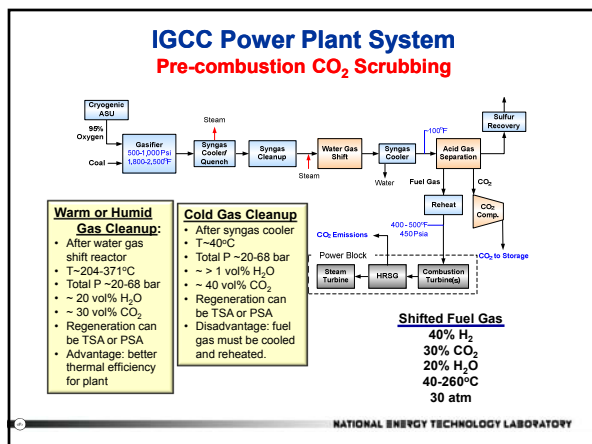 IGCC Power Plant System
Pre-combustion CO₂ Scrubbing
Cryogenic
ASU
95%
Oxygen
Coal
Gasifier
500-1,000 Psi
1,800-2,500°F
Steam
Syngas
Cooler/
Quench
Syngas
Cleanup
Steam
Water Gas
Shift
Syngas
Cooler
Water
100°F
Acid Gas
Separation
Sulfur
Recovery
Fuel Gas
CO₂
Reheat
CO₂
Comp.
400 - 500°F
450 Psia
CO₂ Emissions
CO₂ to Storage
Power Block
Steam
Turbine
HRSG
Combustion
Turbine(s)
Warm or Humid
Gas Cleanup:
• After water gas
shift reactor
• T~204-371°C
• Total P ~20-68 bar
• ~ 20 vol% H₂O
• ~ 30 vol% CO₂
• Regeneration can
be TSA or PSA
• Advantage: better
thermal efficiency
for plant
Cold Gas Cleanup
• After syngas cooler
• T~40°C
• Total P ~20-68 bar
• ~ > 1 vol% H₂O
• ~ 40 vol% CO₂
• Regeneration can
be TSA or PSA
• Disadvantage: fuel
gas must be cooled
and reheated.
Shifted Fuel Gas
40% H₂
30% CO₂
20% H₂O
40-260°C
30 atm
NATIONAL ENERGY TECHNOLOGY LABORATORY